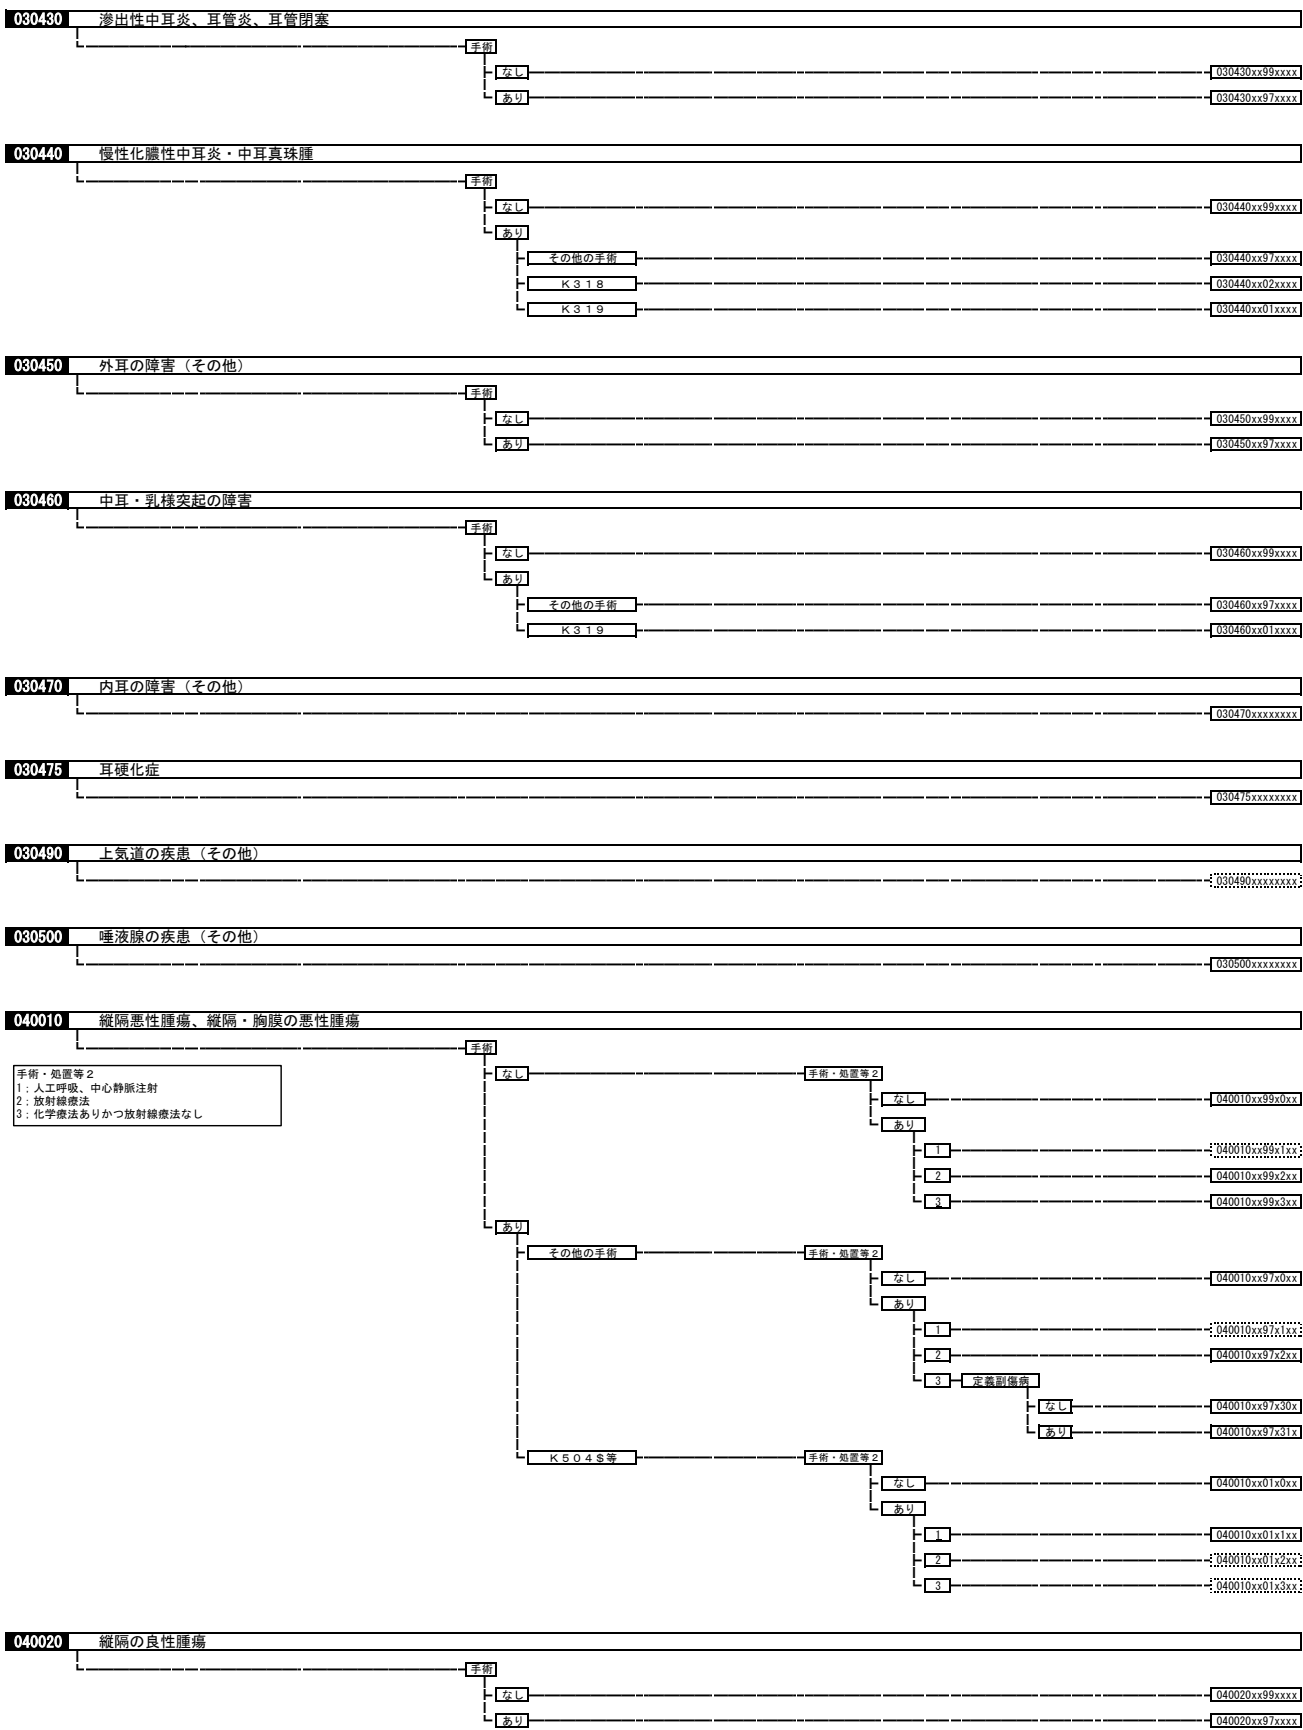 030430 滲出性中耳炎、耳管炎、耳管閉塞
手術
なし 030430xx99xxxx
あり 030430xx97xxxx
030440 慢性化膿性中耳炎・中耳真珠腫
手術
なし 030440xx99xxxx
あり
その他の手術 030440xx97xxxx
K318 030440xx02xxxx
K319 030440xx01xxxx
030450 外耳の障害（その他）
手術
なし 030450xx99xxxx
あり 030450xx97xxxx
030460 中耳・乳様突起の障害
手術
なし 030460xx99xxxx
あり
その他の手術 030460xx97xxxx
K319 030460xx01xxxx
030470 内耳の障害（その他）
030470xxxxxxxx
030475 耳硬化症
030475xxxxxxxx
030490 上気道の疾患（その他）
030490xxxxxxxx
030500 唾液腺の疾患（その他）
030500xxxxxxxx
040010 縦隔悪性腫瘍、縦隔・胸膜の悪性腫瘍
手術
手術・処置等２
1：人工呼吸、中心静脈注射
2：放射線療法
3：化学療法ありかつ放射線療法なし
なし 手術・処置等２
なし 040010xx99x0xx
あり
1 040010xx99x1xx
2 040010xx99x2xx
3 040010xx99x3xx
あり
その他の手術 手術・処置等２
なし 040010xx97x0xx
あり
1 040010xx97x1xx
2 040010xx97x2xx
3 定義副傷病
なし 040010xx97x30x
あり 040010xx97x31x
K504$等 手術・処置等２
なし 040010xx01x0xx
あり
1 040010xx01x1xx
2 040010xx01x2xx
3 040010xx01x3xx
040020 縦隔の良性腫瘍
手術
なし 040020xx99xxxx
あり 040020xx97xxxx